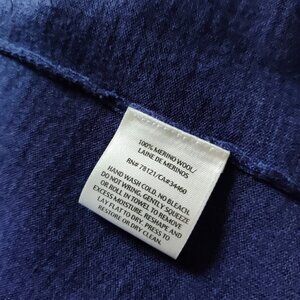 100% MERINO WOOL/
LAINE DE MERINOS
RN# 78121/CA#34460
HAND WASH COLD. NO BLEACH.
DO NOT WRING. GENTLY SQUEEZE
OR ROLL IN TOWEL TO REMOVE
EXCESS MOISTURE. RESHAPE AND
LAY FLAT TO DRY. PRESS TO
RESTORE OR DRY CLEAN.